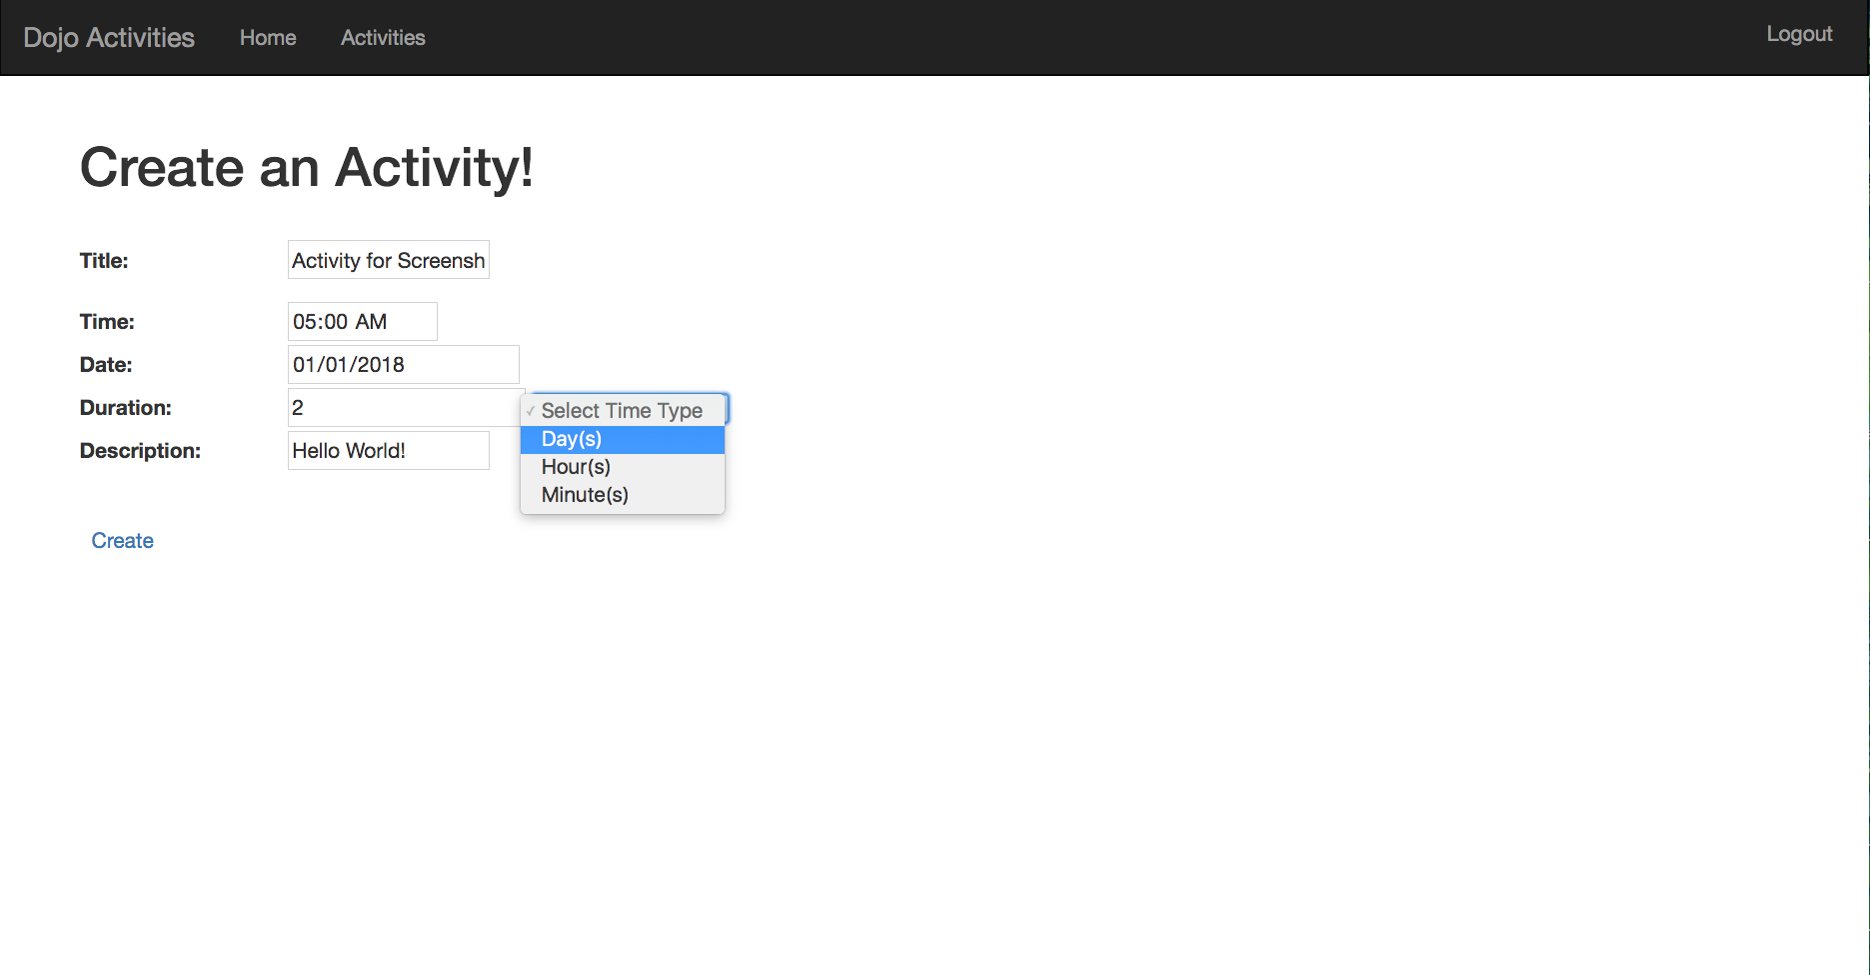 Dojo Activities Home Activities Logout
Create an Activity!
Title: Activity for Screensh
Time: 05:00 AM
Date: 01/01/2018
Duration: 2 ✓ Select Time Type
Day(s)
Description: Hello World!
Hour(s)
Minute(s)
Create